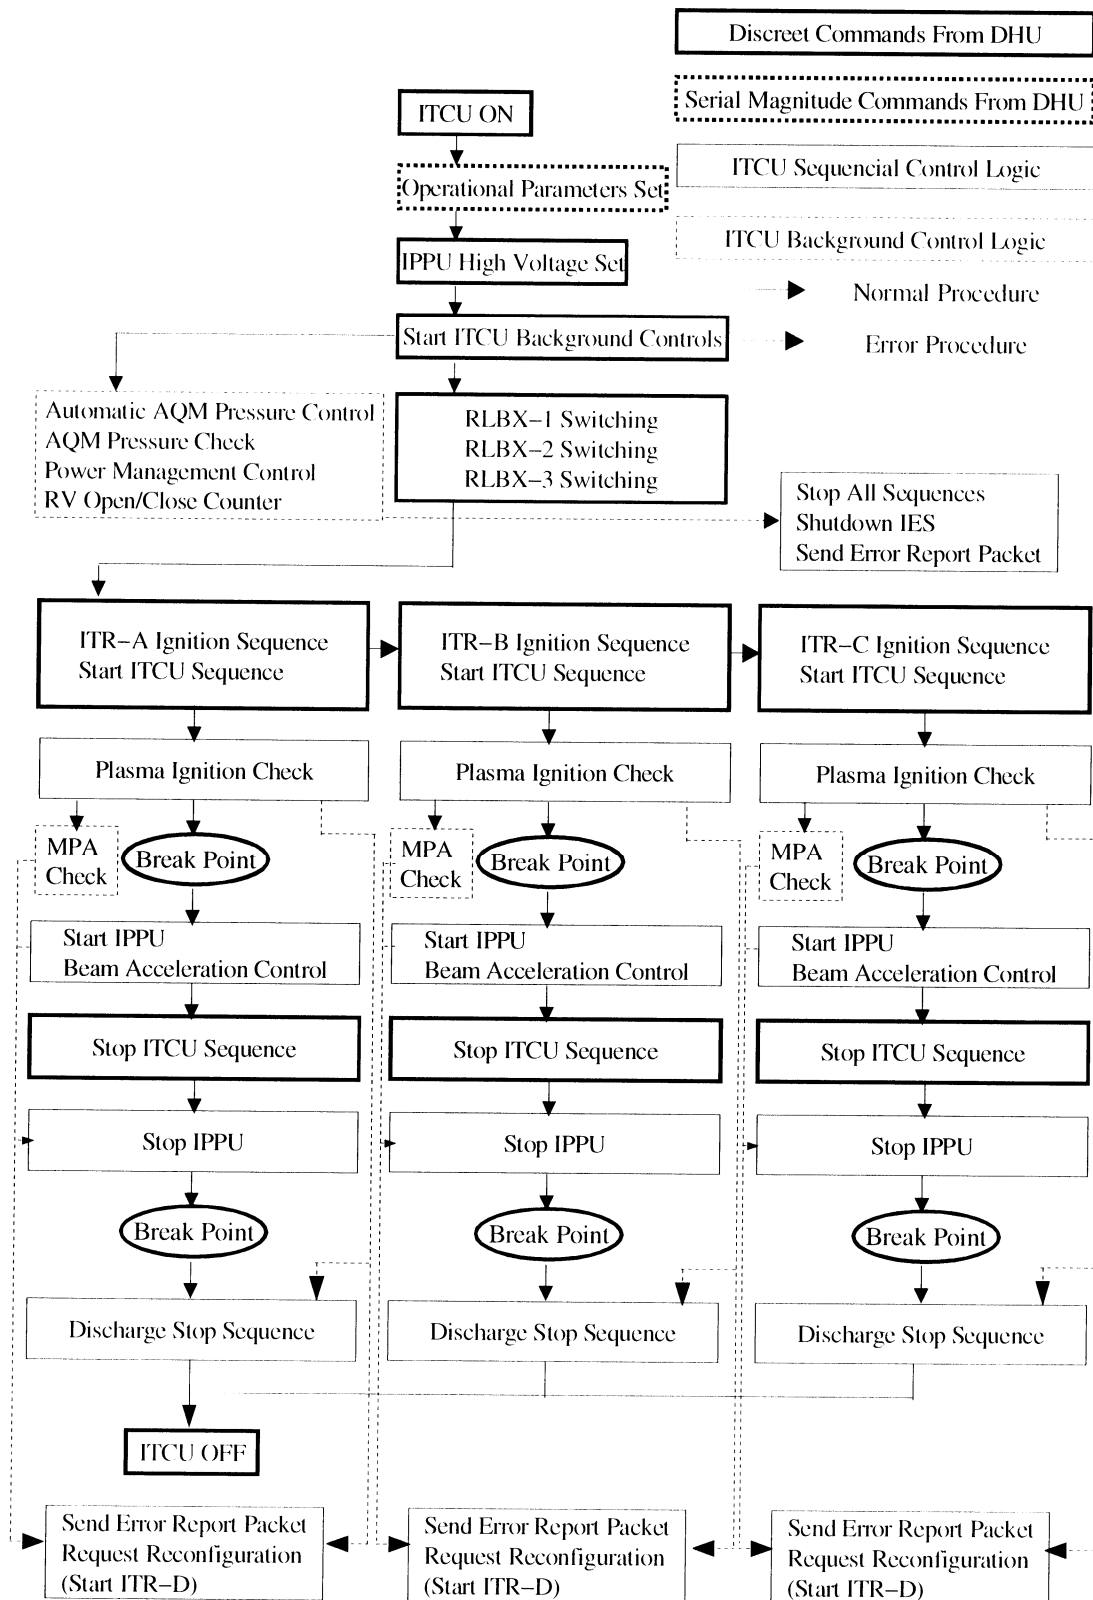 Discreet Commands From DHU
Serial Magnitude Commands From DHU
ITCU Sequencial Control Logic
ITCU Background Control Logic
Normal Procedure
Error Procedure
ITCU ON
Operational Parameters Set
IPPU High Voltage Set
Start ITCU Background Controls
Automatic AQM Pressure Control
AQM Pressure Check
Power Management Control
RV Open/Close Counter
RLBX-1 Switching
RLBX-2 Switching
RLBX-3 Switching
Stop All Sequences
Shutdown IES
Send Error Report Packet
ITR-A Ignition Sequence
Start ITCU Sequence
ITR-B Ignition Sequence
Start ITCU Sequence
ITR-C Ignition Sequence
Start ITCU Sequence
Plasma Ignition Check
Plasma Ignition Check
Plasma Ignition Check
MPA
Check
Break Point
MPA
Check
Break Point
MPA
Check
Break Point
Start IPPU
Beam Acceleration Control
Start IPPU
Beam Acceleration Control
Start IPPU
Beam Acceleration Control
Stop ITCU Sequence
Stop ITCU Sequence
Stop ITCU Sequence
Stop IPPU
Stop IPPU
Stop IPPU
Break Point
Break Point
Break Point
Discharge Stop Sequence
Discharge Stop Sequence
Discharge Stop Sequence
ITCU OFF
Send Error Report Packet
Request Reconfiguration
(Start ITR-D)
Send Error Report Packet
Request Reconfiguration
(Start ITR-D)
Send Error Report Packet
Request Reconfiguration
(Start ITR-D)